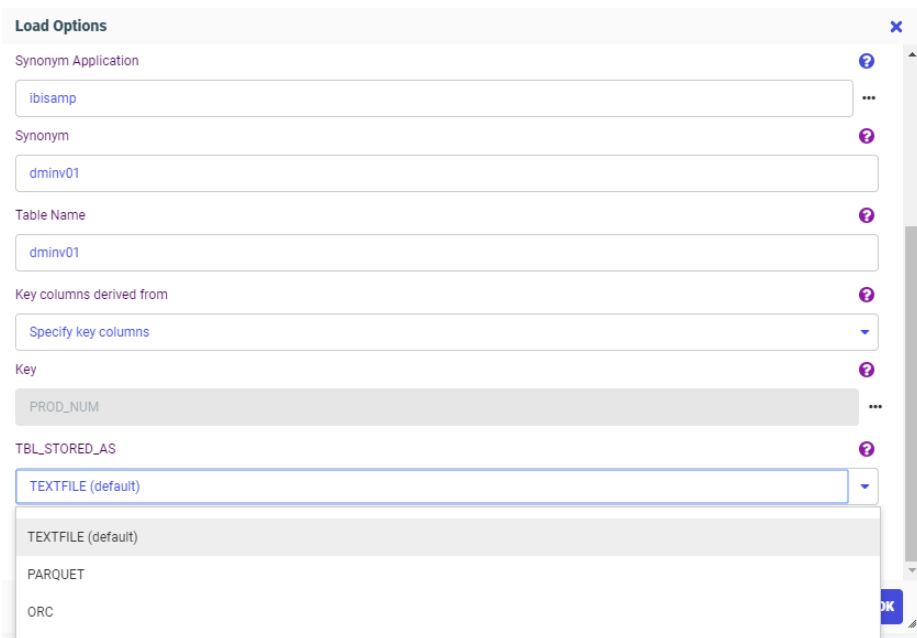 Load Options
Synonym Application
ibisamp
Synonym
dminv01
Table Name
dminv01
Key columns derived from
Specify key columns
Key
PROD_NUM
TBL_STORED_AS
TEXTFILE (default)
TEXTFILE (default)
PARQUET
ORC
OK